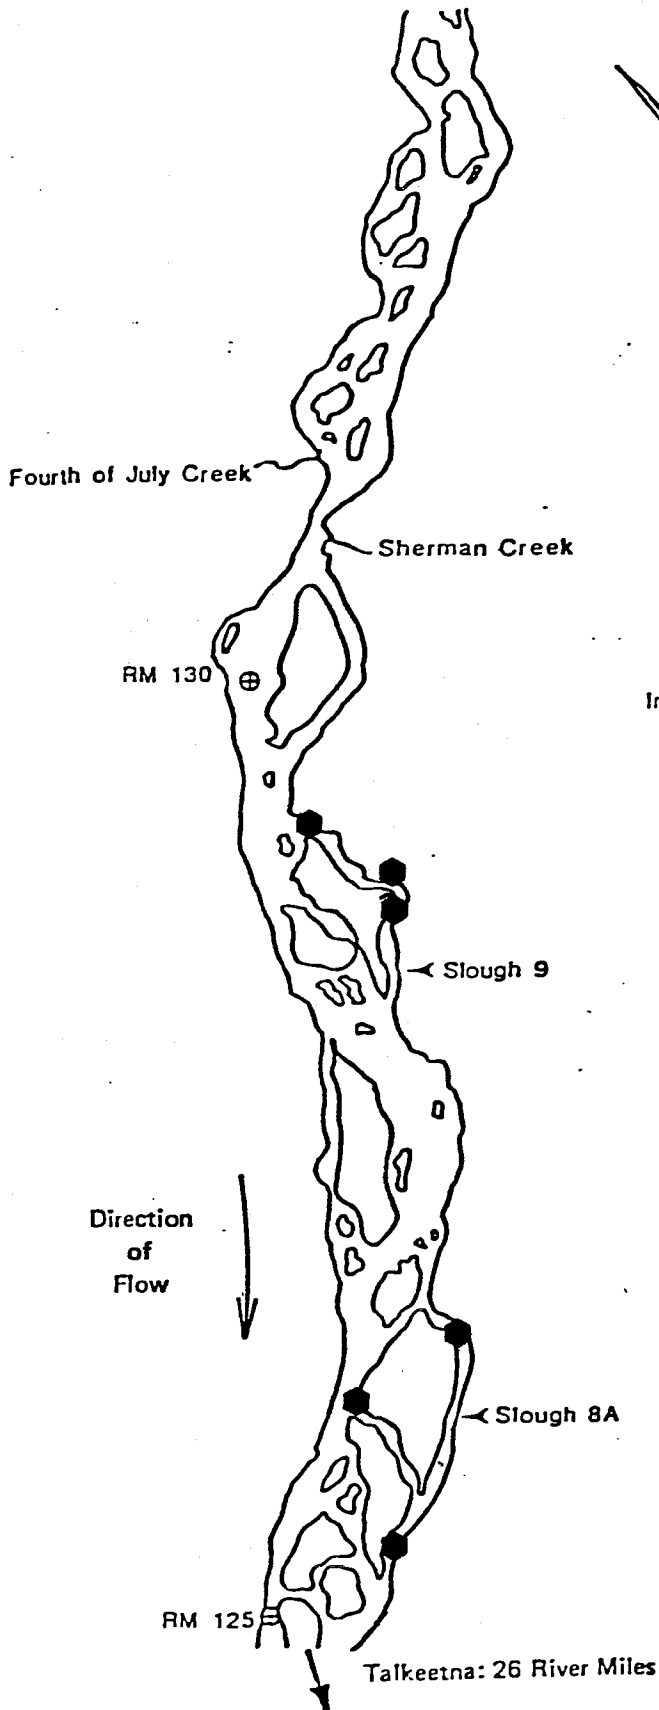 Fourth of July Creek
Sherman Creek
RM 130
Slough 9
Direction
of
Flow
Slough 8A
RM 125
Talkeetna: 26 River Miles